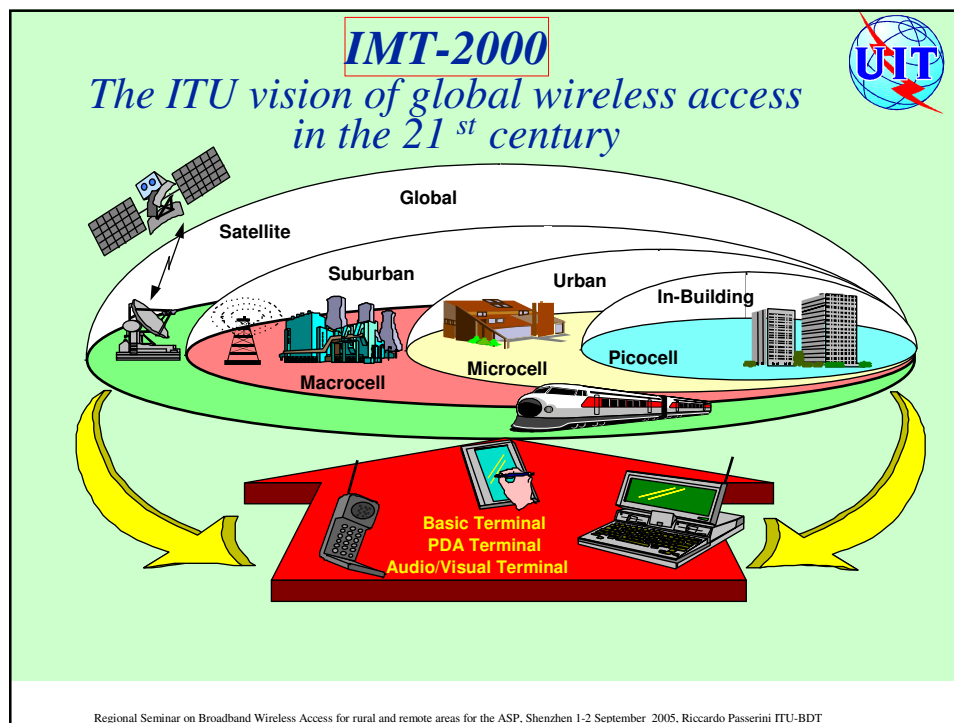 IMT-2000
UIT
The ITU vision of global wireless access
in the 21 st century
Global
Satellite
Suburban
Urban
In-Building
Macrocell
Microcell
Picocell
Basic Terminal
PDA Terminal
Audio/Visual Terminal
Regional Seminar on Broadband Wireless Access for rural and remote areas for the ASP, Shenzhen 1-2 September 2005, Riccardo Passerini ITU-BDT